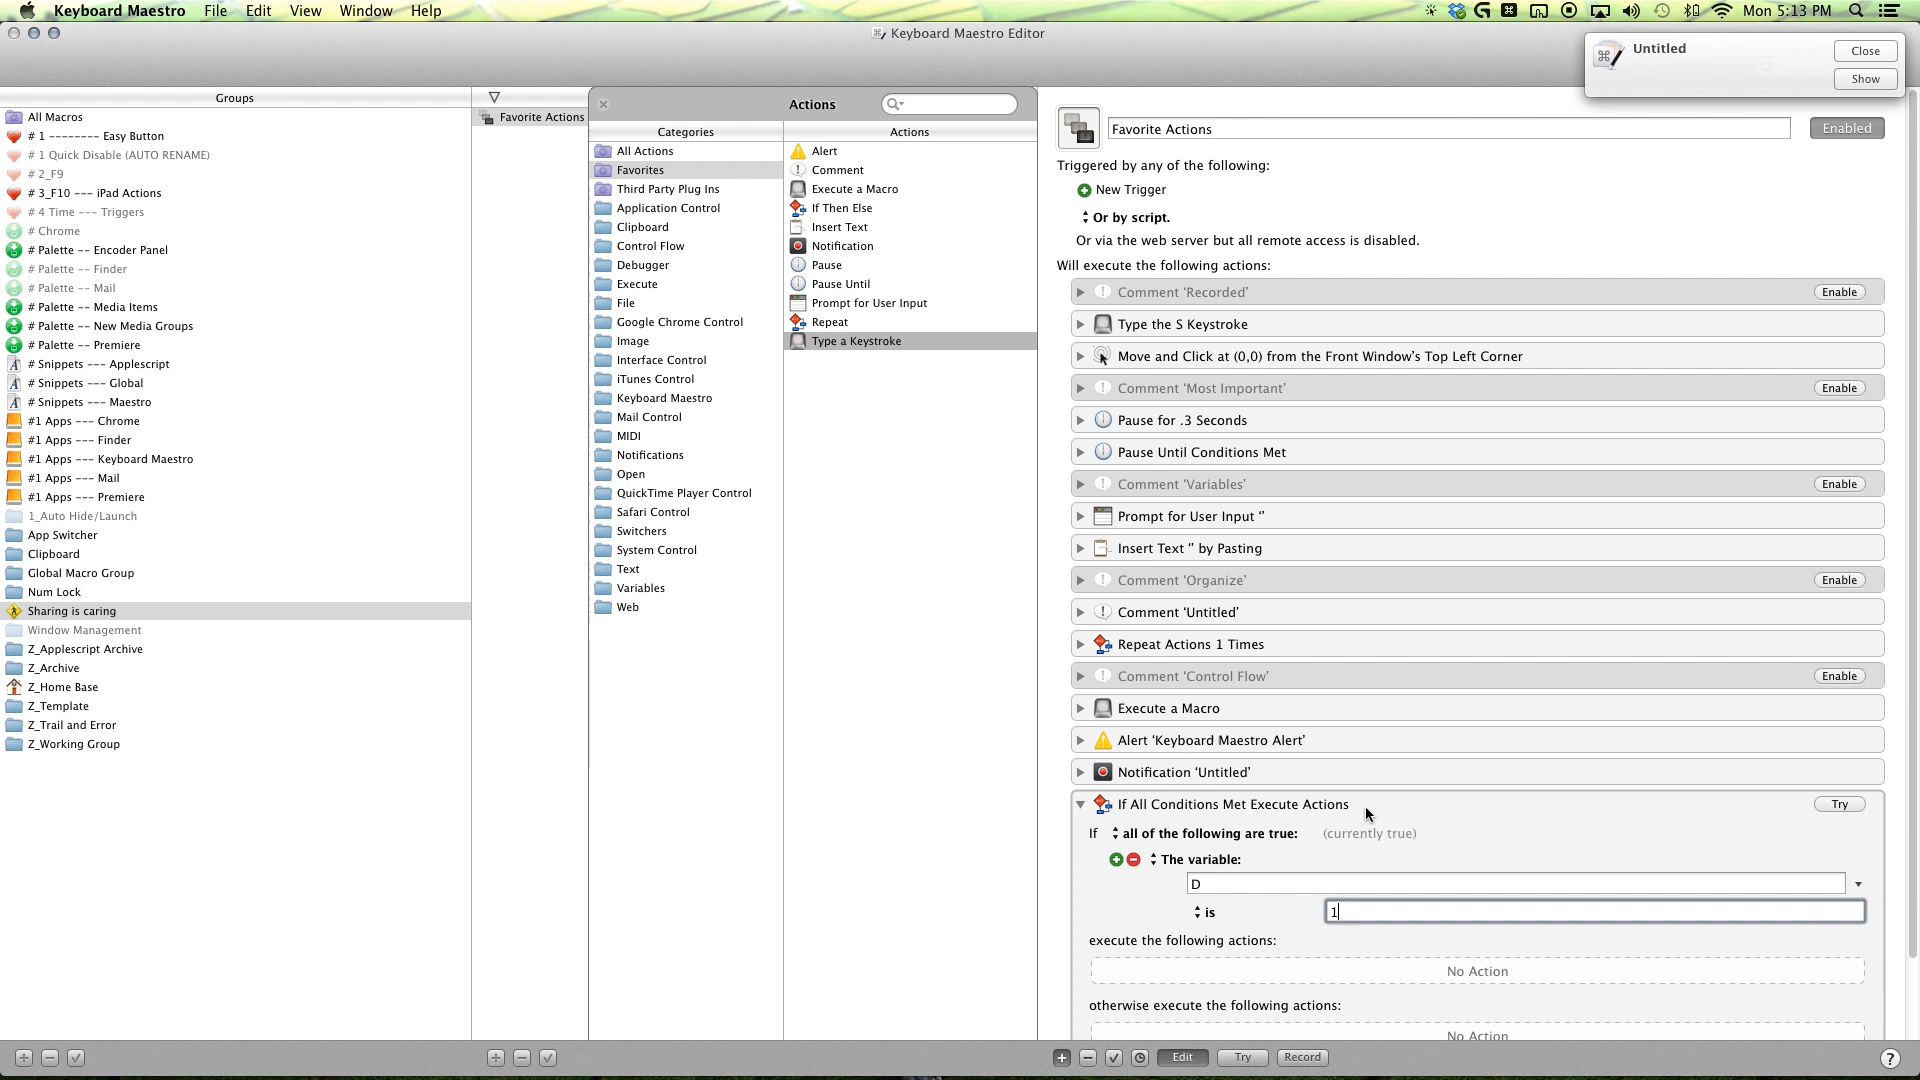 Keyboard Maestro File Edit View Window Help Mon 5:13 PM
Keyboard Maestro Editor
Untitled
Close
Show
Groups
All Macros
# 1 -------- Easy Button
# 1 Quick Disable (AUTO RENAME)
# 2_F9
# 3_F10 --- iPad Actions
# 4 Time --- Triggers
# Chrome
# Palette -- Encoder Panel
# Palette -- Finder
# Palette -- Mail
# Palette -- Media Items
# Palette -- New Media Groups
# Palette -- Premiere
# Snippets --- Applescript
# Snippets --- Global
# Snippets --- Maestro
#1 Apps --- Chrome
#1 Apps --- Finder
#1 Apps --- Keyboard Maestro
#1 Apps --- Mail
#1 Apps --- Premiere
1_Auto Hide/Launch
App Switcher
Clipboard
Global Macro Group
Num Lock
Sharing is caring
Window Management
Z_Applescript Archive
Z_Archive
Z_Home Base
Z_Template
Z_Trail and Error
Z_Working Group
Favorite Actions
Actions
Categories
All Actions
Favorites
Third Party Plug Ins
Application Control
Clipboard
Control Flow
Debugger
Execute
File
Google Chrome Control
Image
Interface Control
iTunes Control
Keyboard Maestro
Mail Control
MIDI
Notifications
Open
QuickTime Player Control
Safari Control
Switchers
System Control
Text
Variables
Web
Actions
Alert
Comment
Execute a Macro
If Then Else
Insert Text
Notification
Pause
Pause Until
Prompt for User Input
Repeat
Type a Keystroke
Favorite Actions
Enabled
Triggered by any of the following:
New Trigger
Or by script.
Or via the web server but all remote access is disabled.
Will execute the following actions:
Comment ‘Recorded’ Enable
Type the S Keystroke
Move and Click at (0,0) from the Front Window’s Top Left Corner
Comment ‘Most Important’ Enable
Pause for .3 Seconds
Pause Until Conditions Met
Comment ‘Variables’ Enable
Prompt for User Input ‘’
Insert Text ‘’ by Pasting
Comment ‘Organize’ Enable
Comment ‘Untitled’
Repeat Actions 1 Times
Comment ‘Control Flow’ Enable
Execute a Macro
Alert ‘Keyboard Maestro Alert’
Notification ‘Untitled’
If All Conditions Met Execute Actions Try
If all of the following are true: (currently true)
The variable:
D
is 1
execute the following actions:
No Action
otherwise execute the following actions:
No Action
Edit Try Record ?